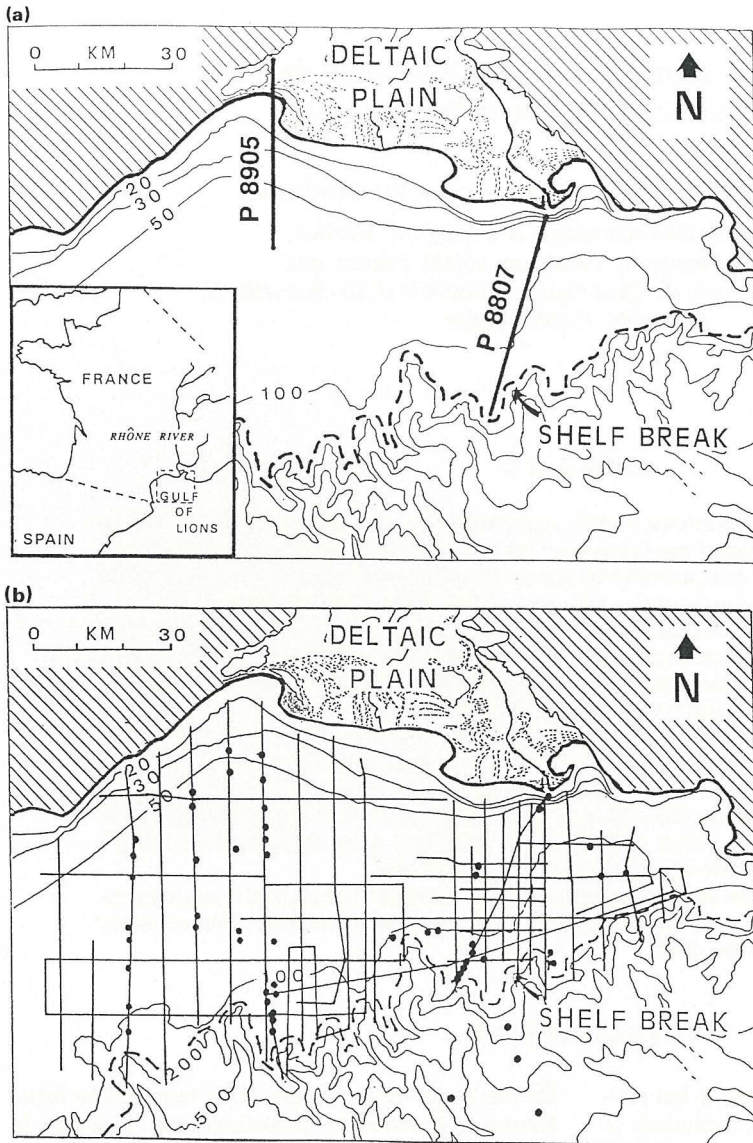 (a)
0 KM 30
DELTAIC
PLAIN
N
20
30
50
P 8905
P 8807
100
SHELF BREAK
FRANCE
RHÔNE RIVER
GULF
OF
LIONS
SPAIN
(b)
0 KM 30
DELTAIC
PLAIN
N
20
30
50
00
SHELF BREAK
200
500